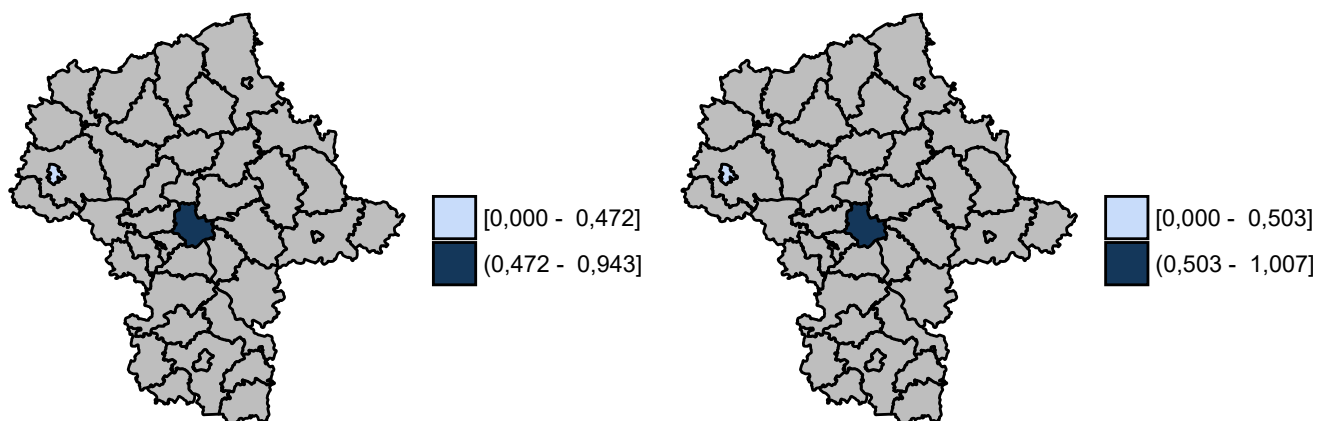 [0,000 - 0,472]
(0,472 - 0,943]
[0,000 - 0,503]
(0,503 - 1,007]